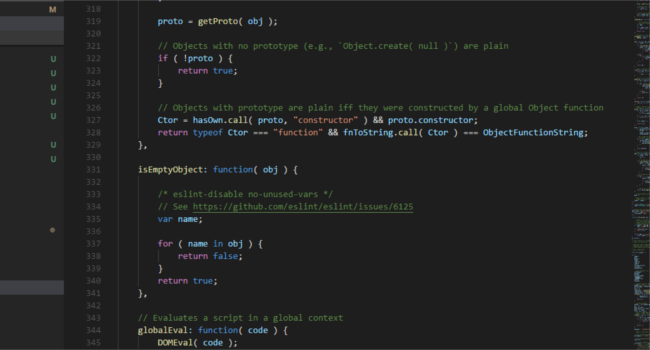 M
318
319 proto = getProto( obj );
320
321 // Objects with no prototype (e.g., `Object.create( null )`) are plain
322 if ( !proto ) {
U 323 return true;
U 324 }
U 325
U 326 // Objects with prototype are plain iff they were constructed by a global Object function
U 327 Ctor = hasOwn.call( proto, "constructor" ) && proto.constructor;
328 return typeof Ctor === "function" && fnToString.call( Ctor ) === ObjectFunctionString;
U 329 },
U 330
331 isEmptyObject: function( obj ) {
332
333 /* eslint-disable no-unused-vars */
334 // See https://github.com/eslint/eslint/issues/6125
335 var name;
336
337 for ( name in obj ) {
338 return false;
339 }
340 return true;
341 },
342
343 // Evaluates a script in a global context
344 globalEval: function( code ) {
345 DOMEval( code );